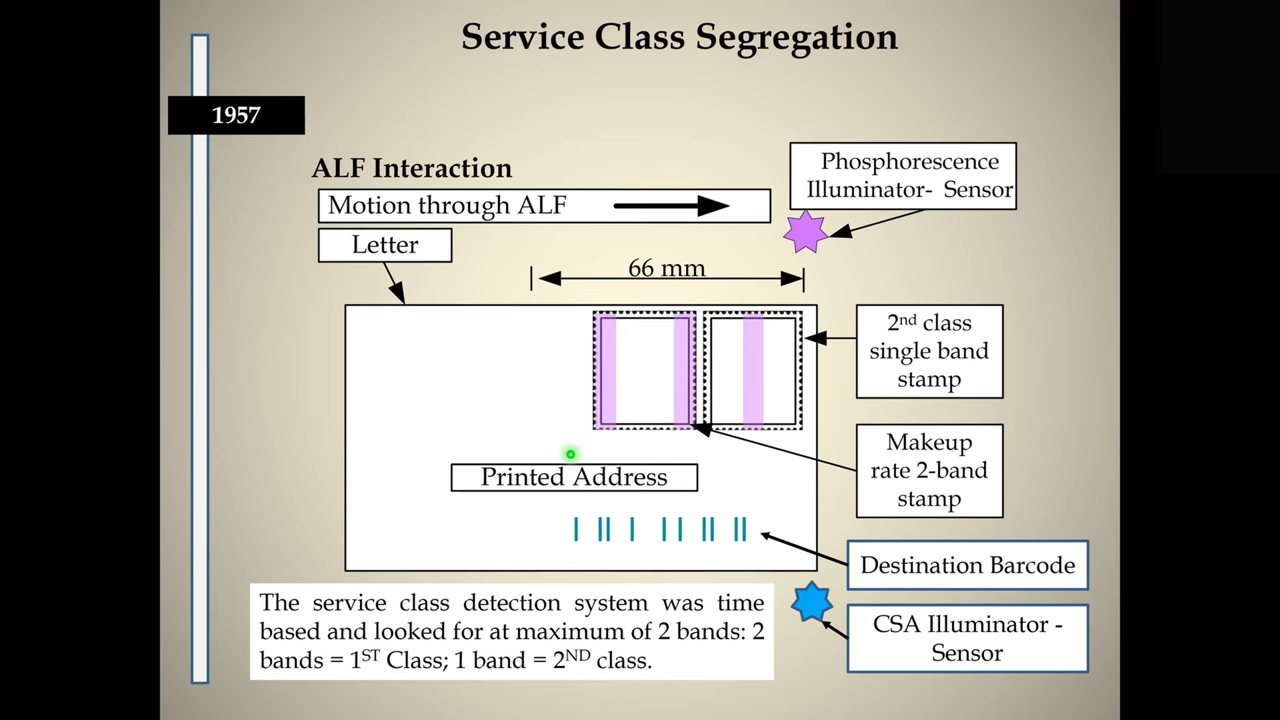 Service Class Segregation
1957
ALF Interaction
Motion through ALF
Letter
Phosphorescence
Illuminator- Sensor
66 mm
2nd class
single band
stamp
Makeup
rate 2-band
stamp
Printed Address
Destination Barcode
CSA Illuminator -
Sensor
The service class detection system was time
based and looked for at maximum of 2 bands: 2
bands = 1ST Class; 1 band = 2ND class.